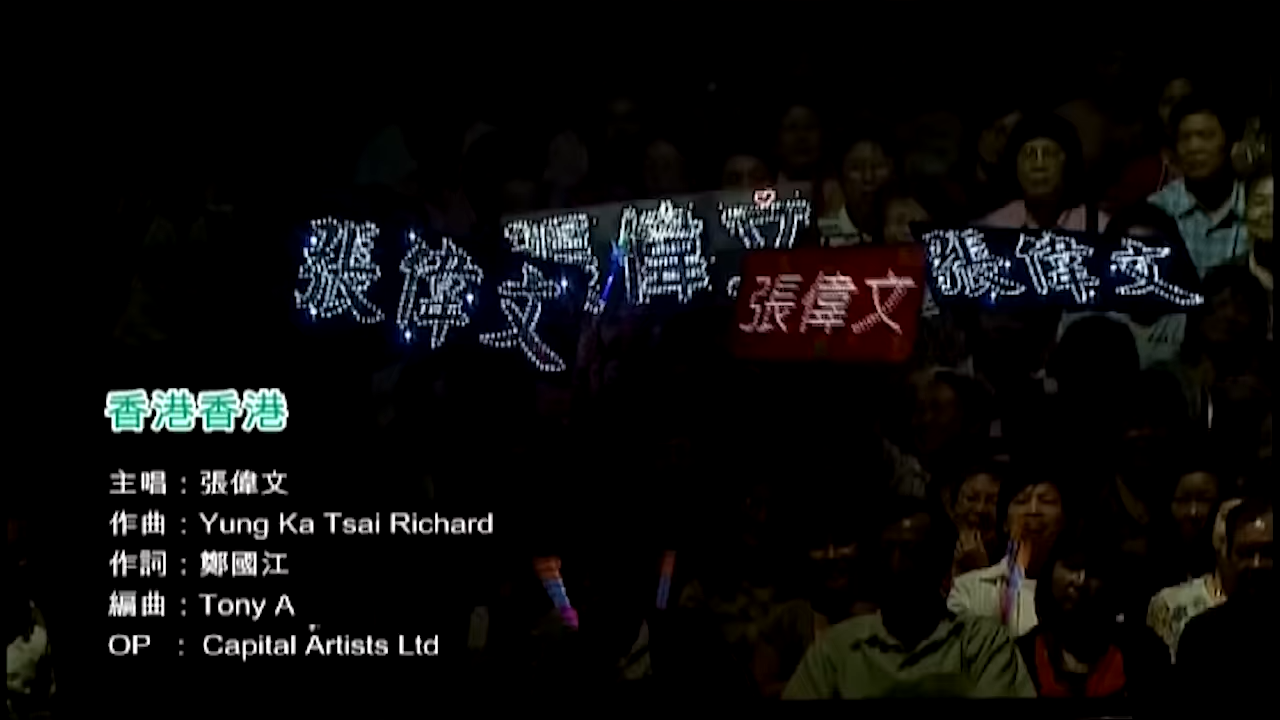 張偉文
張偉文
張偉文
張偉文
香港香港
主唱 : 張偉文
作曲 : Yung Ka Tsai Richard
作詞 : 鄭國江
編曲 : Tony A
OP : Capital Artists Ltd